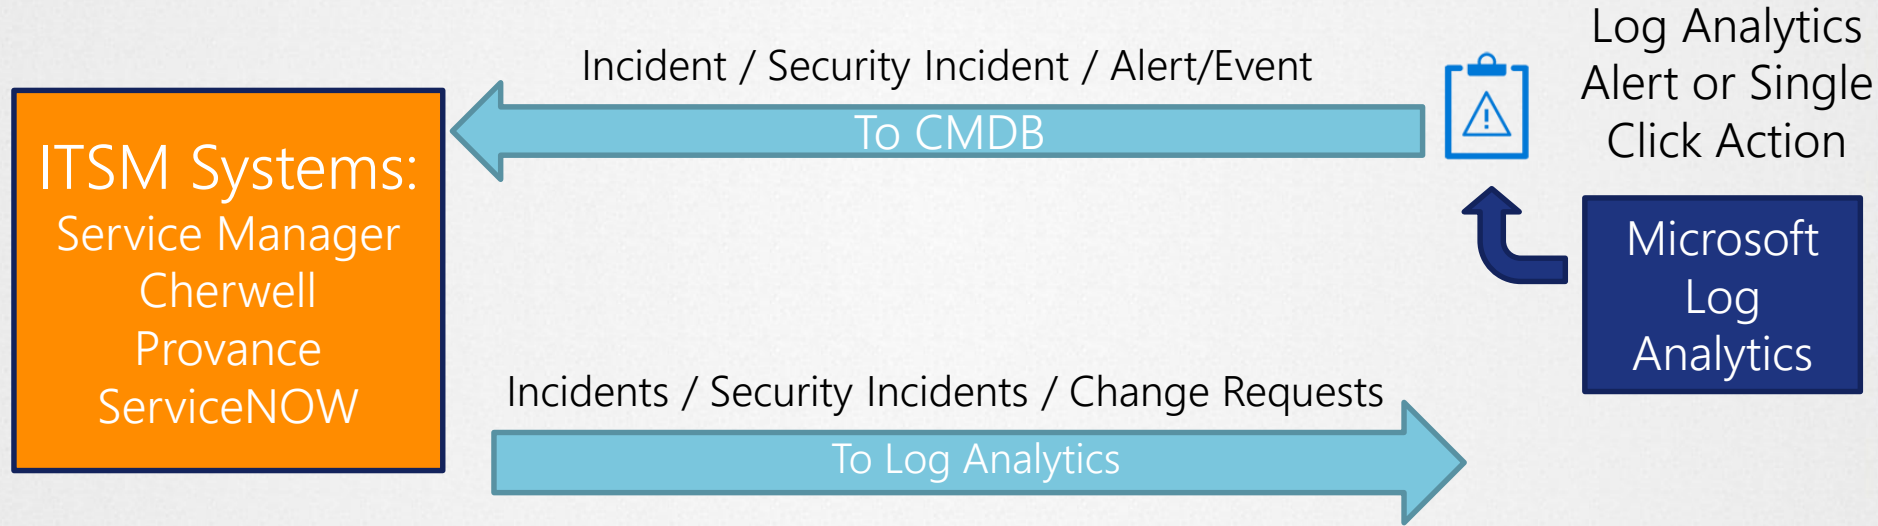 Incident / Security Incident / Alert/Event
To CMDB
Log Analytics
Alert or Single
Click Action
ITSM Systems:
Service Manager
Cherwell
Provance
ServiceNOW
Microsoft
Log
Analytics
Incidents / Security Incidents / Change Requests
To Log Analytics